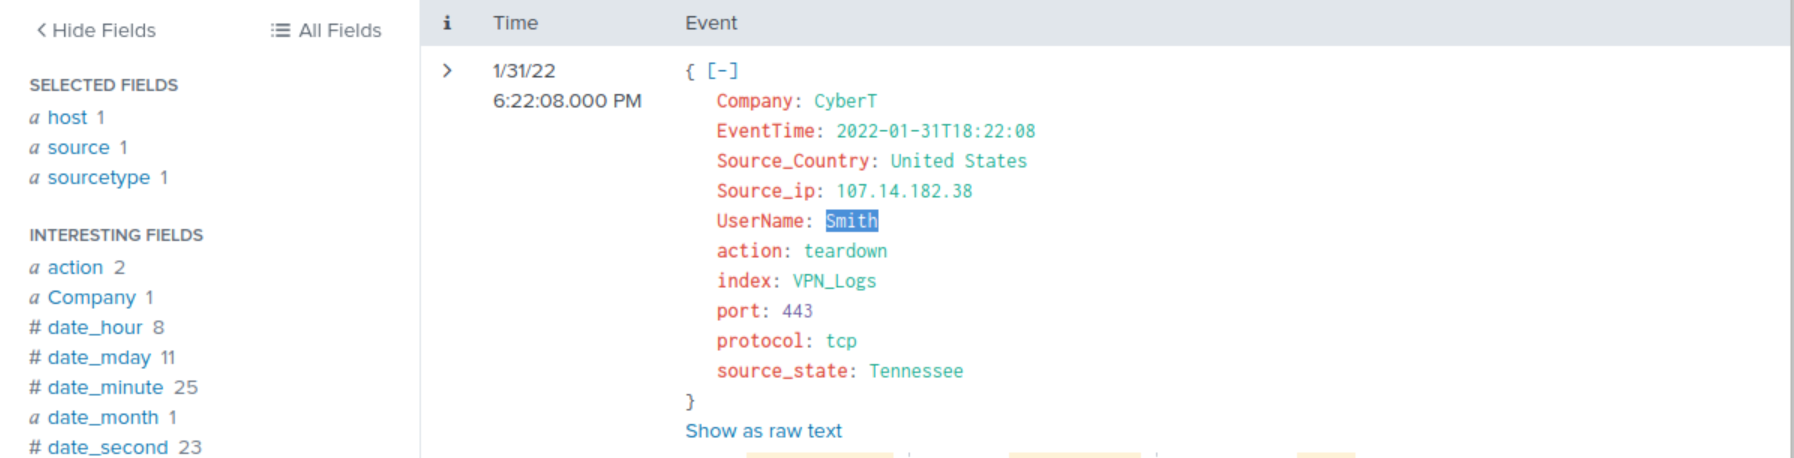 Hide Fields
All Fields
SELECTED FIELDS
a host 1
a source 1
a sourcetype 1
INTERESTING FIELDS
a action 2
a Company 1
# date_hour 8
# date_mday 11
# date_minute 25
a date_month 1
# date_second 23
i Time Event
1/31/22
6:22:08.000 PM
{ [-]
Company: CyberT
EventTime: 2022-01-31T18:22:08
Source_Country: United States
Source_ip: 107.14.182.38
UserName: Smith
action: teardown
index: VPN_Logs
port: 443
protocol: tcp
source_state: Tennessee
}
Show as raw text